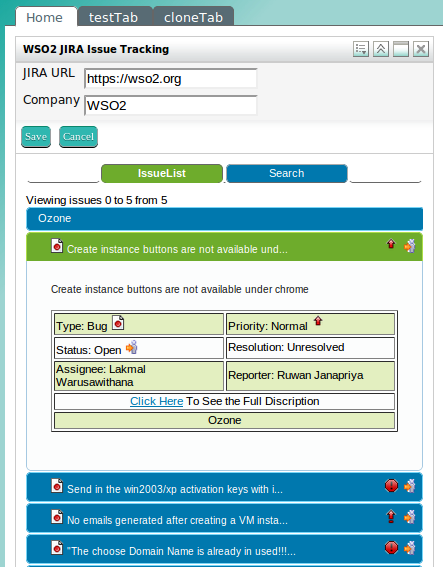 Home testTab cloneTab
WSO2 JIRA Issue Tracking
JIRA URL https://wso2.org
Company WSO2
Save Cancel
IssueList Search
Viewing issues 0 to 5 from 5
Ozone
Create instance buttons are not available und...
Create instance buttons are not available under chrome
Type: Bug Priority: Normal
Status: Open Resolution: Unresolved
Assignee: Lakmal
Warusawithana Reporter: Ruwan Janapriya
Click Here To See the Full Discription
Ozone
Send in the win2003/xp activation keys with i...
No emails generated after creating a VM insta...
"The choose Domain Name is already in used!!!...